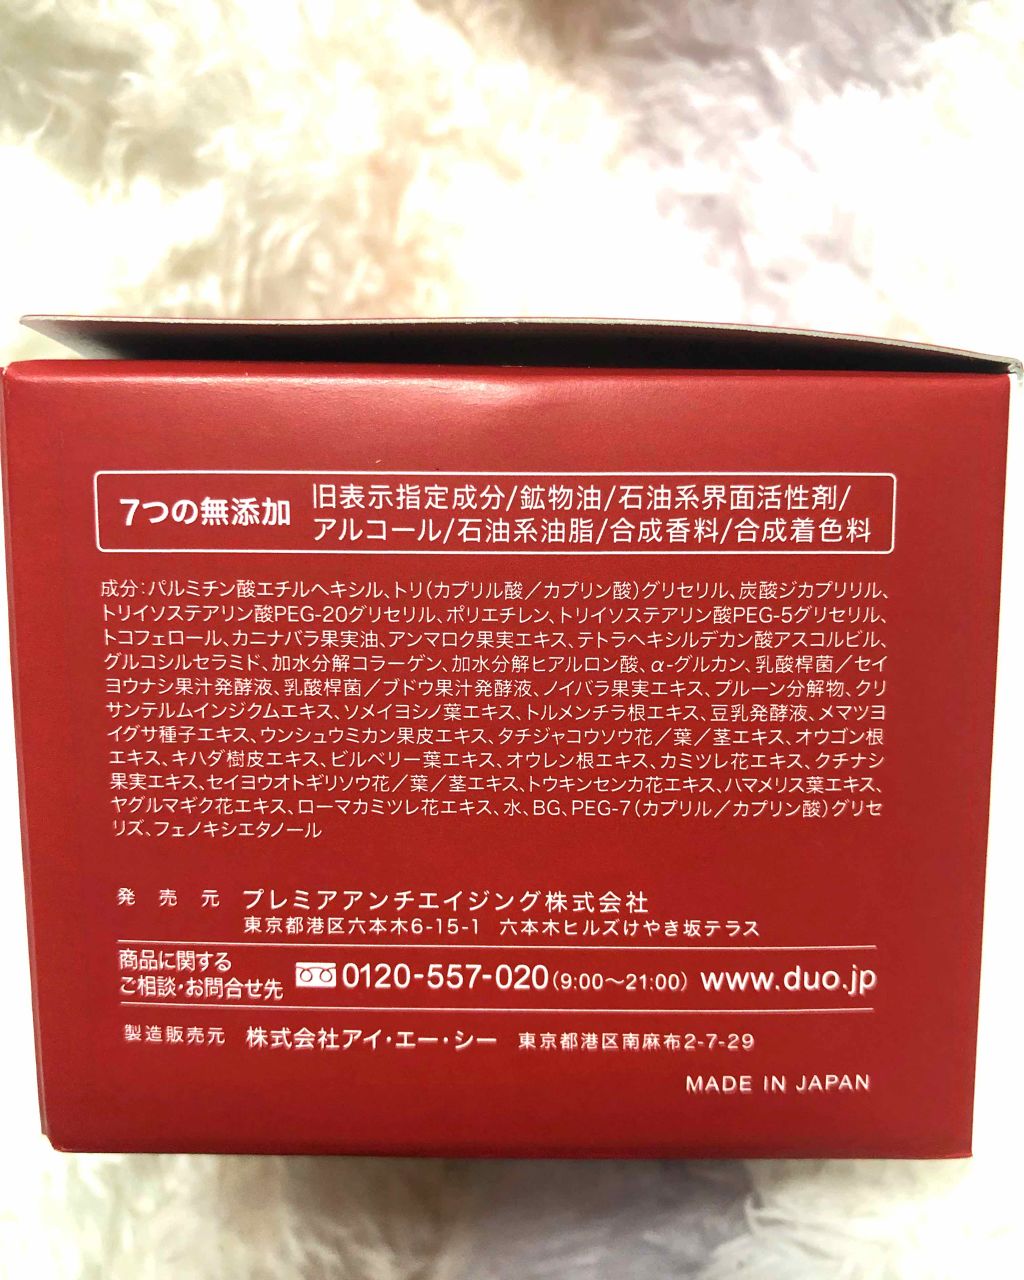 7つの無添加
旧表示指定成分/鉱物油/石油系界面活性剤/
アルコール/石油系油脂/合成香料/合成着色料
成分:パルミチン酸エチルヘキシル、トリ(カプリル酸/カプリン酸)グリセリル、炭酸ジカプリリル、
トリイソステアリン酸PEG-20グリセリル、ポリエチレン、トリイソステアリン酸PEG-5グリセリル、
トコフェロール、カニナバラ果実油、アンマロク果実エキス、テトラヘキシルデカン酸アスコルビル、
グルコシルセラミド、加水分解コラーゲン、加水分解ヒアルロン酸、α-グルカン、乳酸桿菌/セイ
ヨウナシ果汁発酵液、乳酸桿菌/ブドウ果汁発酵液、ノイバラ果実エキス、プルーン分解物、クリ
サンテルムインジクムエキス、ソメイヨシノ葉エキス、トルメンチラ根エキス、豆乳発酵液、メマツヨ
イグサ種子エキス、ウンシュウミカン果皮エキス、タチジャコウソウ花/葉/茎エキス、オウゴン根
エキス、キハダ樹皮エキス、ビルベリー葉エキス、オウレン根エキス、カミツレ花エキス、クチナシ
果実エキス、セイヨウオトギリソウ花/葉/茎エキス、トウキンセンカ花エキス、ハマメリス葉エキス、
ヤグルマギク花エキス、ローマカミツレ花エキス、水、BG、PEG-7(カプリル/カプリン酸)グリセ
リズ、フェノキシエタノール
発売元 プレミアアンチエイジング株式会社
東京都港区六本木6-15-1 六本木ヒルズけやき坂テラス
商品に関する
ご相談・お問合せ先
0120-557-020(9:00〜21:00) www.duo.jp
製造販売元 株式会社アイ・エー・シー 東京都港区南麻布2-7-29
MADE IN JAPAN